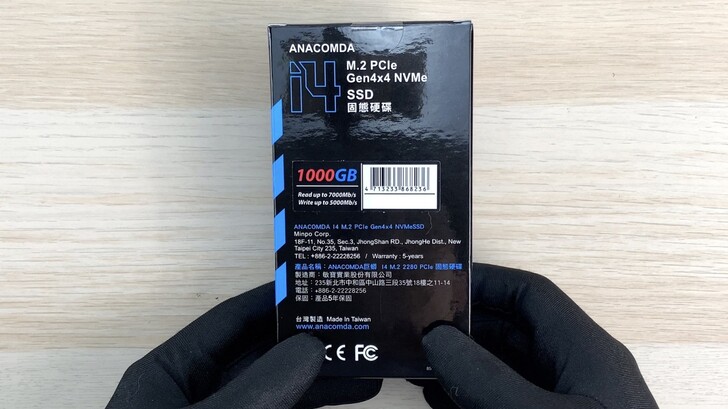 ANACOMDA
i4
M.2 PCIe
Gen4x4 NVMe
SSD
固態硬碟
1000GB
Read up to 7000Mb/s
Write up to 5000Mb/s
4 713233 868236
ANACOMDA I4 M.2 PCIe Gen4x4 NVMeSSD
Minpo Corp.
18F-11, No.35, Sec.3, JhongShan RD., JhongHe Dist., New
Taipei City 235, Taiwan
TEL : +886-2-22228256 / Warranty : 5-years
產品名稱：ANACOMDA巨蟒 I4 M.2 2280 PCIe 固態硬碟
製造商：敏寶實業股份有限公司
地址：235新北市中和區中山路三段35號18樓之11-14
電話：+886-2-22228256
保固：產品5年保固
台灣製造 Made In Taiwan
www.anacomda.com
CE FC